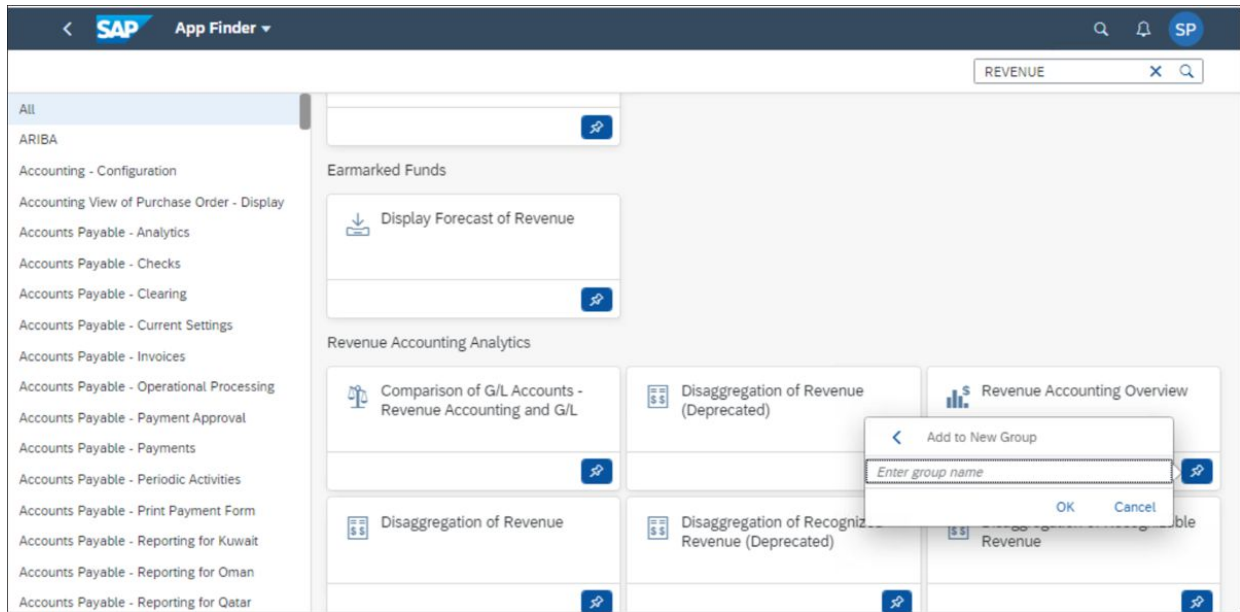 SAP
App Finder
SP
REVENUE
All
ARIBA
Accounting - Configuration
Accounting View of Purchase Order - Display
Accounts Payable - Analytics
Accounts Payable - Checks
Accounts Payable - Clearing
Accounts Payable - Current Settings
Accounts Payable - Invoices
Accounts Payable - Operational Processing
Accounts Payable - Payment Approval
Accounts Payable - Payments
Accounts Payable - Periodic Activities
Accounts Payable - Print Payment Form
Accounts Payable - Reporting for Kuwait
Accounts Payable - Reporting for Oman
Accounts Payable - Reporting for Qatar
Earmarked Funds
Display Forecast of Revenue
Revenue Accounting Analytics
Comparison of G/L Accounts -
Revenue Accounting and G/L
Disaggregation of Revenue
(Deprecated)
Revenue Accounting Overview
Add to New Group
Enter group name
OK
Cancel
Disaggregation of Revenue
Disaggregation of
Revenue (Deprecated)
Revenue